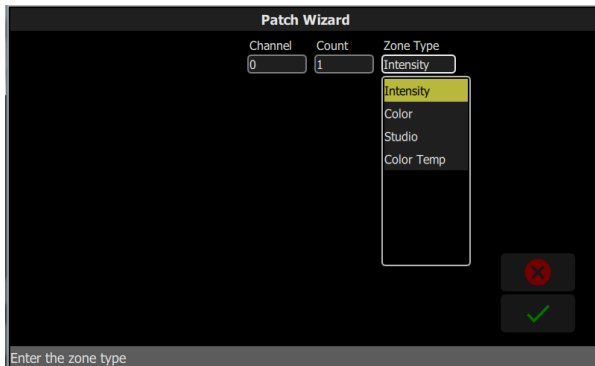 Patch Wizard
Channel Count Zone Type
0 1 Intensity
Intensity
Color
Studio
Color Temp
Enter the zone type